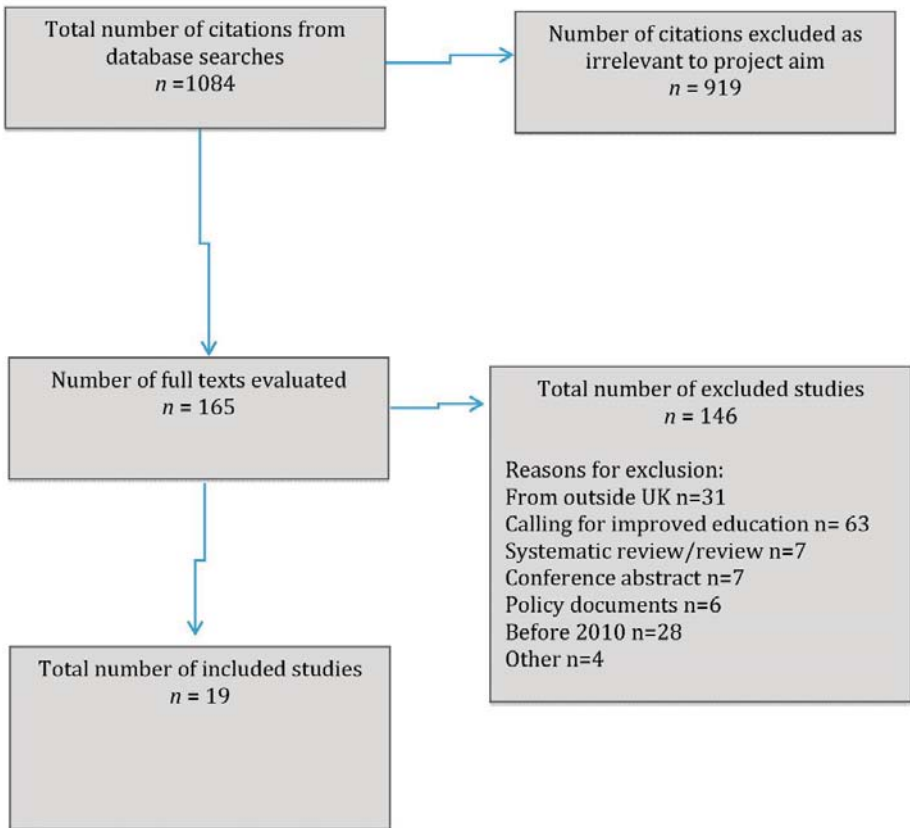 Total number of citations from
database searches
n =1084
Number of citations excluded as
irrelevant to project aim
n = 919
Number of full texts evaluated
n = 165
Total number of excluded studies
n = 146
Reasons for exclusion:
From outside UK n=31
Calling for improved education n= 63
Systematic review/review n=7
Conference abstract n=7
Policy documents n=6
Before 2010 n=28
Other n=4
Total number of included studies
n = 19